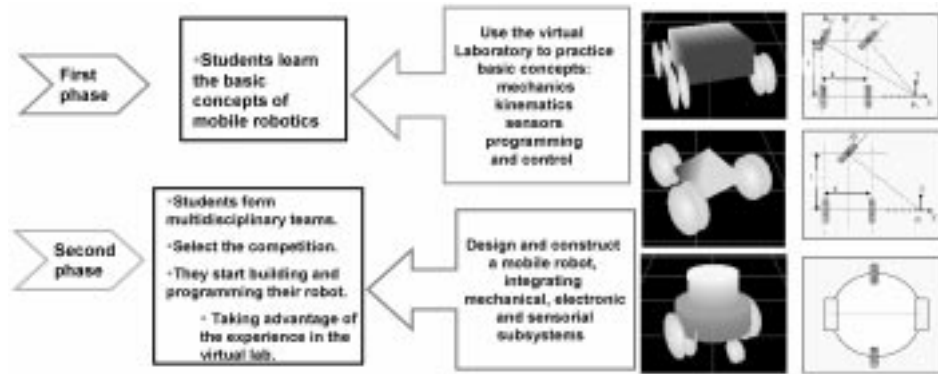 First
phase
•Students learn
the basic
concepts of
mobile robotics
Use the virtual
Laboratory to practice
basic concepts:
mechanics
kinematics
sensors
programming
and control
Second
phase
•Students form
multidisciplinary teams.
•Select the competition.
•They start building and
programming their robot.
• Taking advantage of
the experience in the
virtual lab.
Design and construct
a mobile robot,
integrating
mechanical, electronic
and sensorial
subsystems